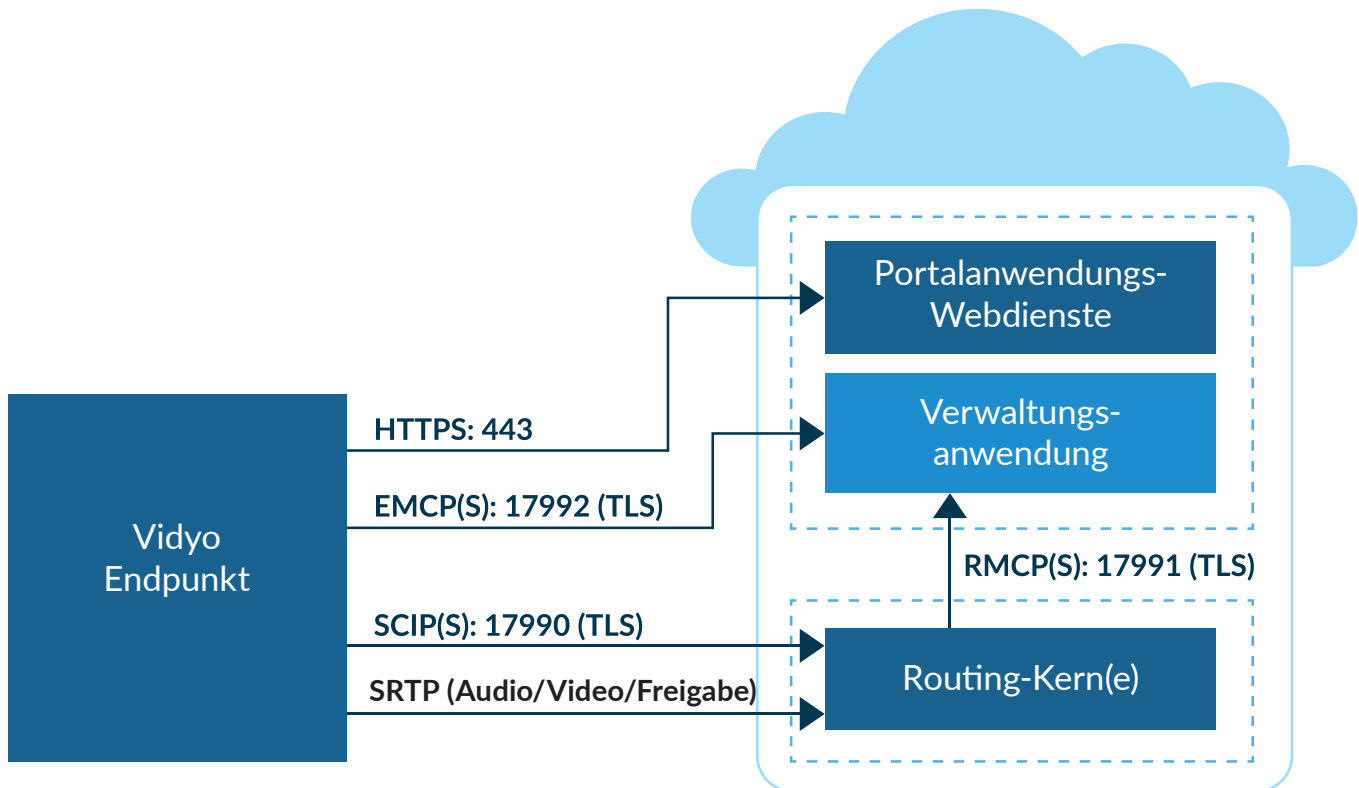 Portalanwendungs-
Webdienste
Verwaltungs-
anwendung
HTTPS: 443
EMCP(S): 17992 (TLS)
Vidyo
Endpunkt
RMCP(S): 17991 (TLS)
SCIP(S): 17990 (TLS)
SRTP (Audio/Video/Freigabe)
Routing-Kern(e)